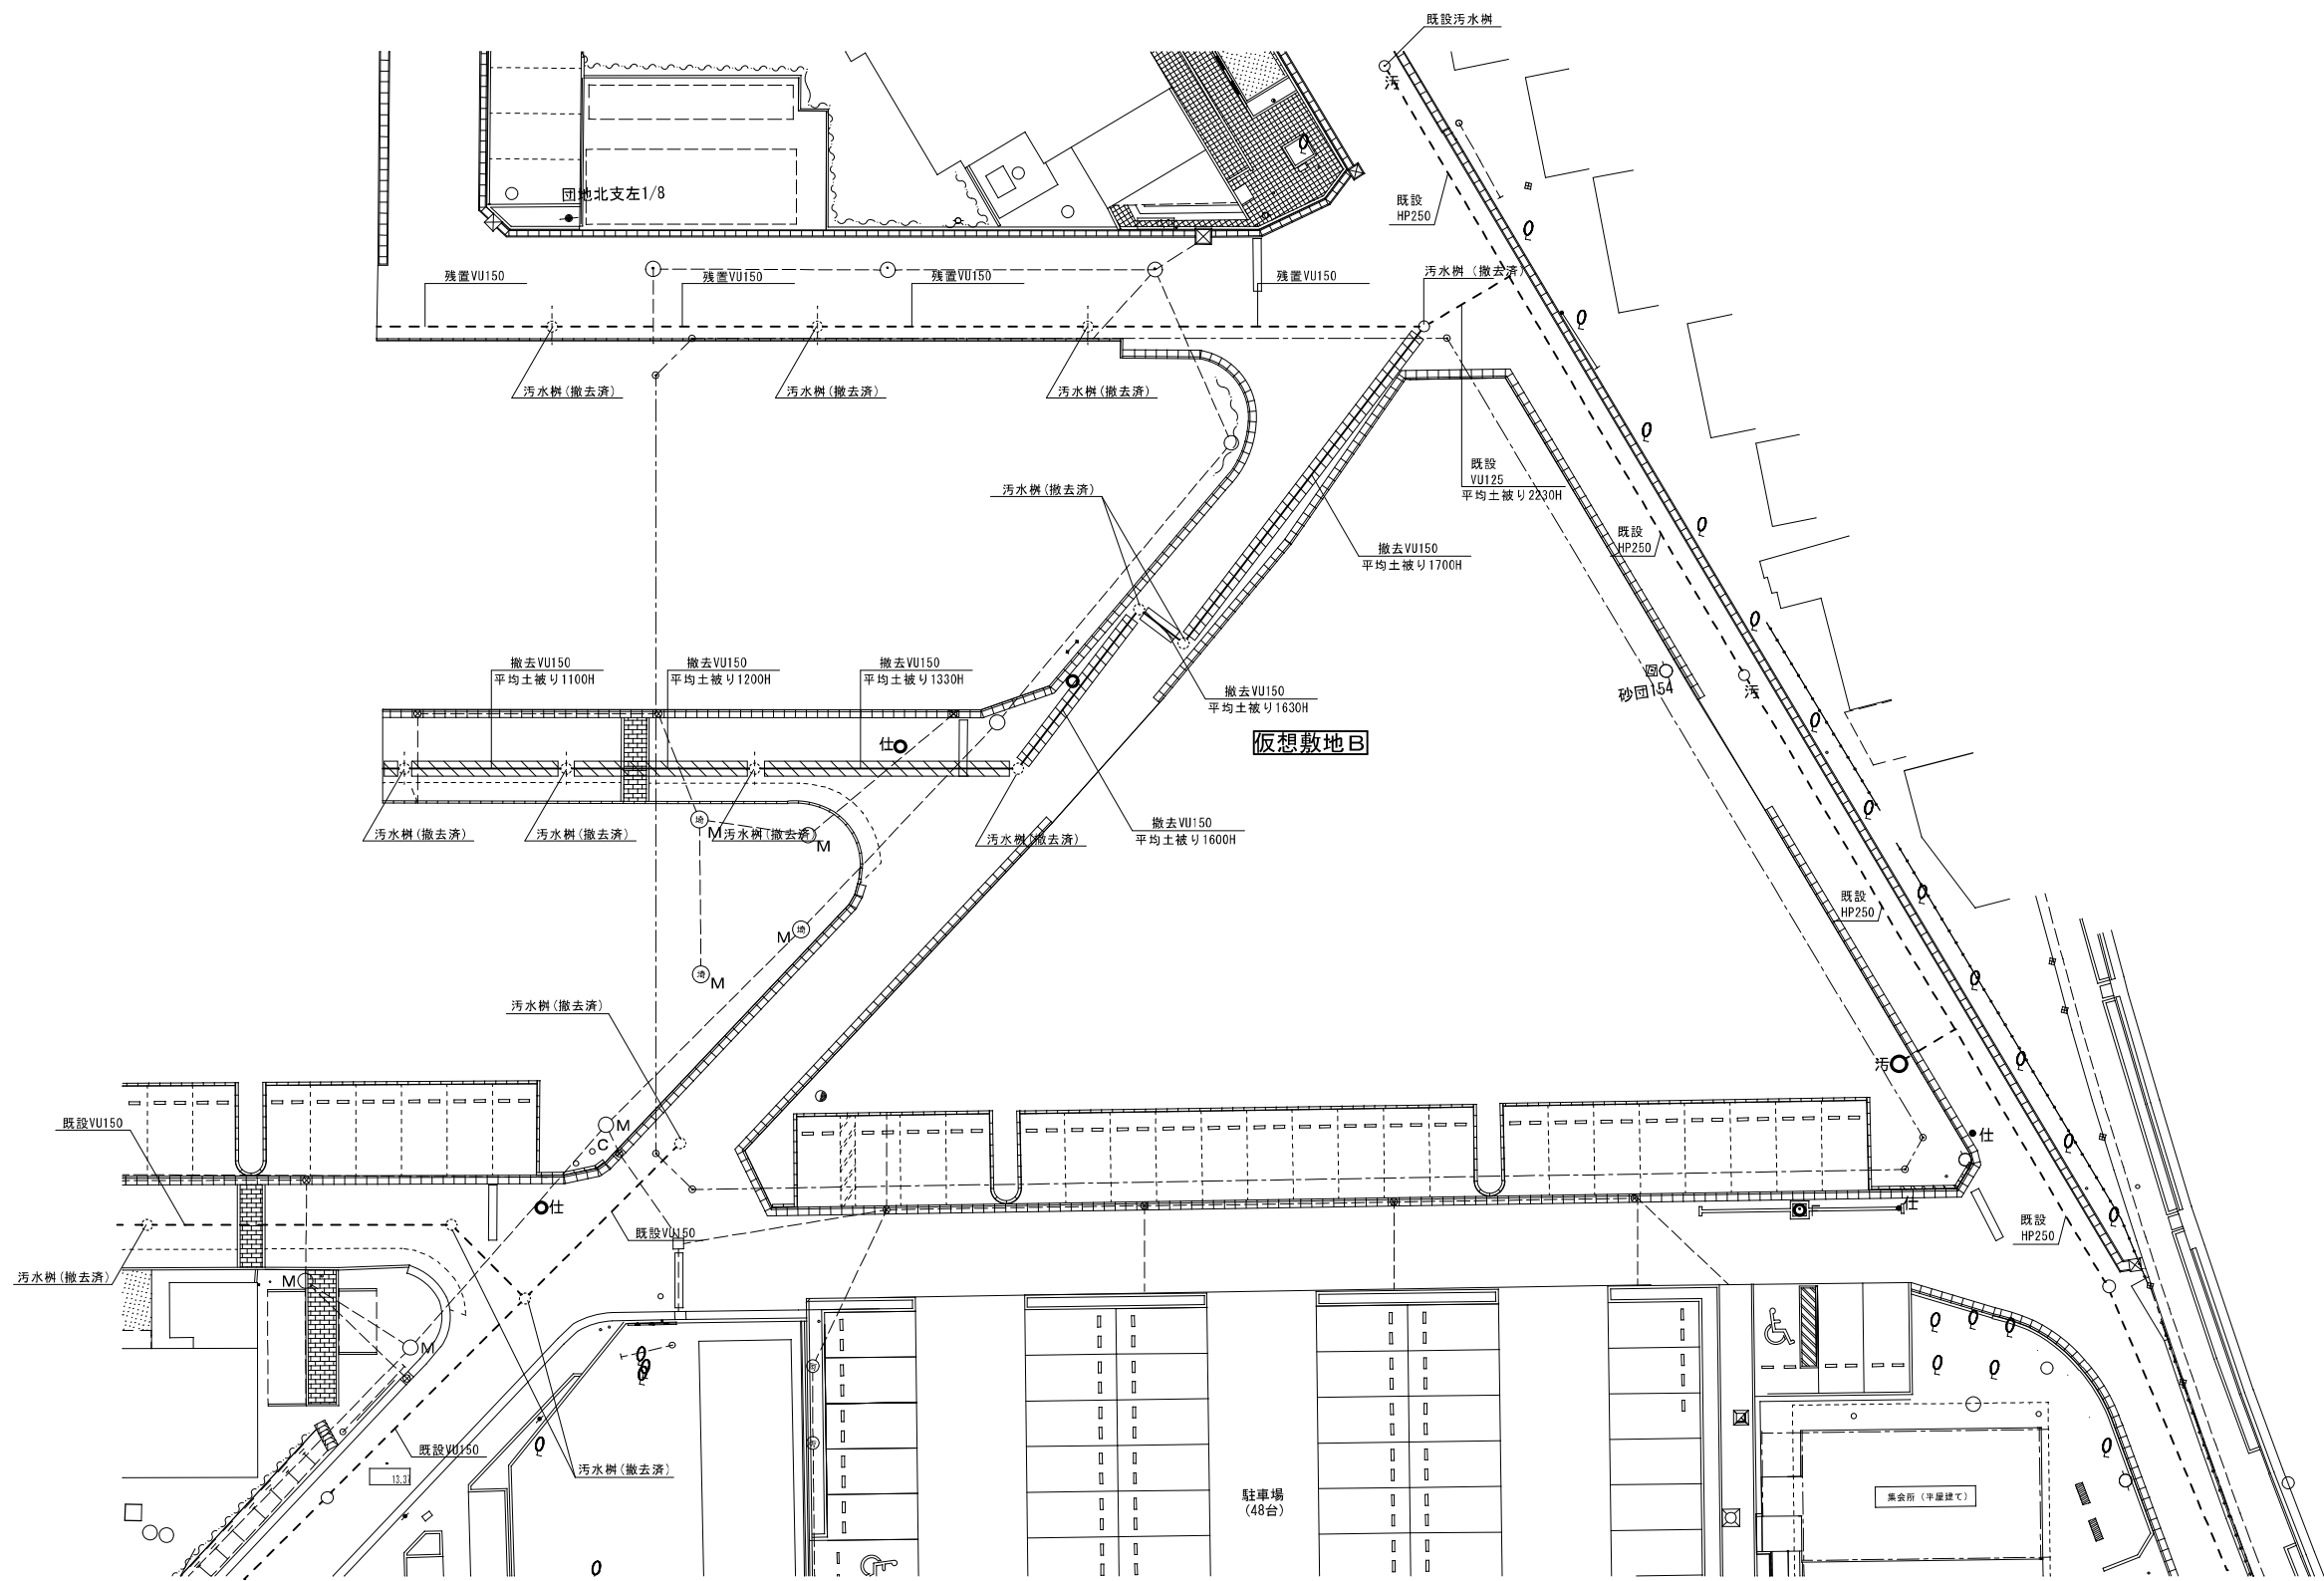 既設汚水桝
汚
団地北支左1/8
既設
HP250
残置VU150
残置VU150
残置VU150
残置VU150
汚水桝（撤去済）
汚水桝(撤去済)
汚水桝(撤去済)
汚水桝(撤去済)
既設
VU125
平均土被り2230H
汚水桝(撤去済)
既設
HP250
撤去VU150
平均土被り1700H
撤去VU150
平均土被り1100H
撤去VU150
平均土被り1200H
撤去VU150
平均土被り1330H
撤去VU150
平均土被り1630H
砂団154
汚
仮想敷地B
仕
汚水桝(撤去済)
汚水桝(撤去済)
M
汚水桝(撤去済)
M
汚水桝(撤去済)
撤去VU150
平均土被り1600H
既設
HP250
M
M
汚水桝(撤去済)
汚
既設VU150
M
C
仕
仕
仕
既設VU150
既設
HP250
汚水桝(撤去済)
M
M
既設VU150
汚水桝(撤去済)
13.37
駐車場
(48台)
集会所（平屋建て）